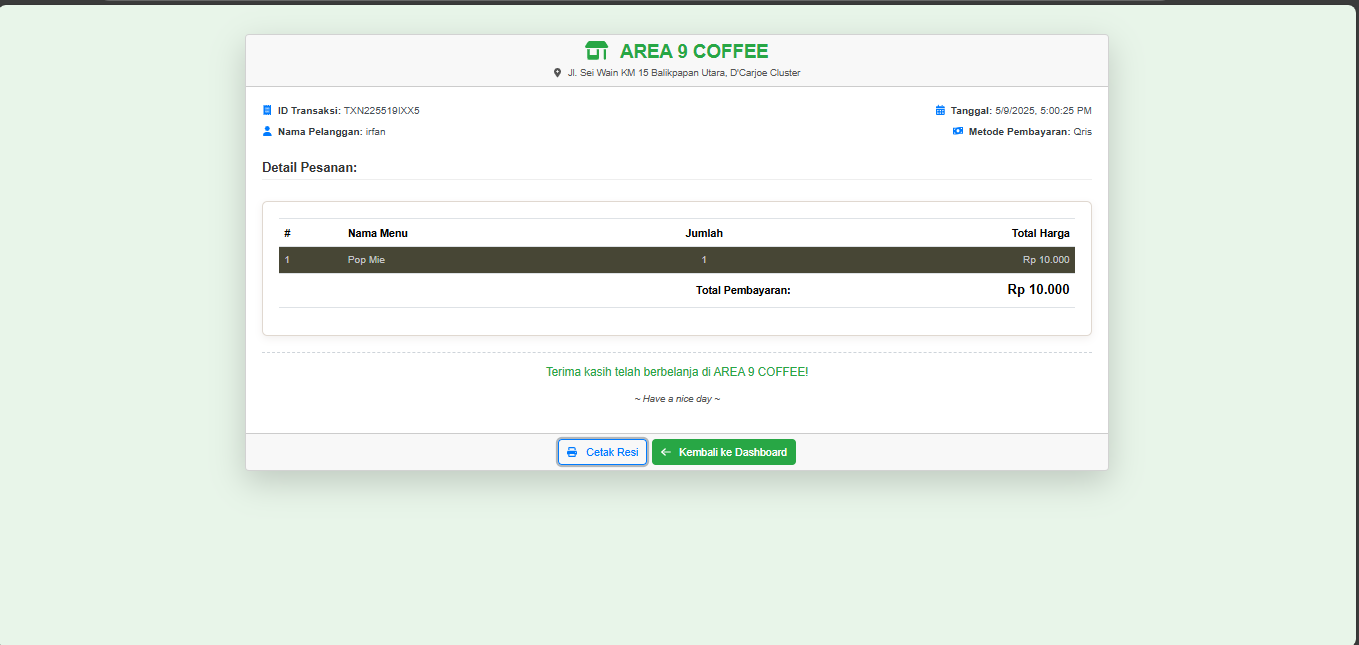 AREA 9 COFFEE
Jl. Sei Wain KM 15 Balikpapan Utara, D'Carjoe Cluster
ID Transaksi: TXN225519IXX5
Tanggal: 5/9/2025, 5:00:25 PM
Nama Pelanggan: irfan
Metode Pembayaran: Qris
Detail Pesanan:
# Nama Menu Jumlah Total Harga
1 Pop Mie 1 Rp 10.000
Total Pembayaran: Rp 10.000
Terima kasih telah berbelanja di AREA 9 COFFEE!
~ Have a nice day ~
Cetak Resi Kembali ke Dashboard